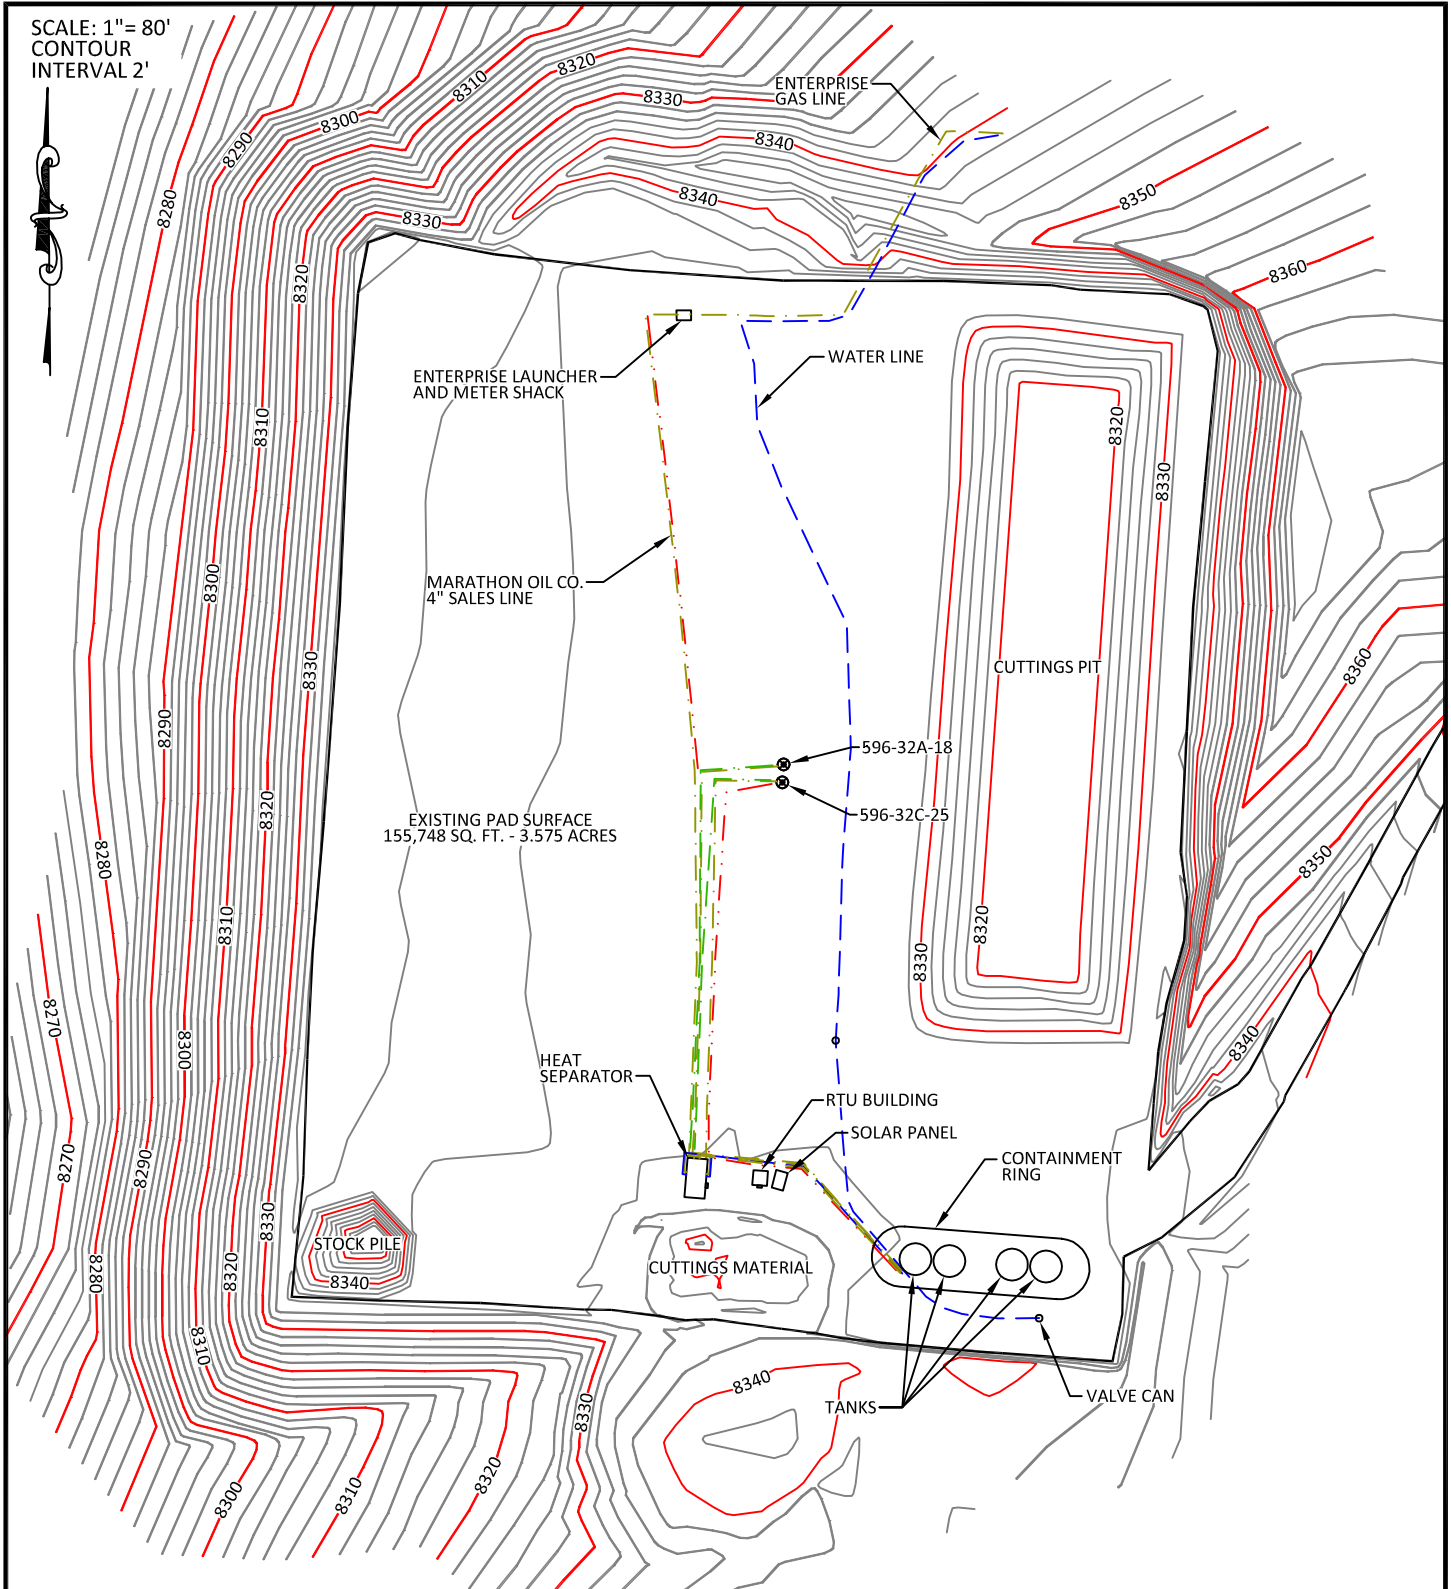 SCALE: 1"= 80'
CONTOUR
INTERVAL 2'
8310
8320
8330
8300
8290
8280
ENTERPRISE
GAS LINE
8340
8340
8330
8350
8360
8320
8310
ENTERPRISE LAUNCHER
AND METER SHACK
WATER LINE
8320
8330
MARATHON OIL CO.
4" SALES LINE
8300
8330
8290
CUTTINGS PIT
8360
596-32A-18
596-32C-25
EXISTING PAD SURFACE
155,748 SQ. FT. - 3.575 ACRES
8320
8280
8350
8310
8320
8330
8270
8300
8340
HEAT
SEPARATOR
RTU BUILDING
SOLAR PANEL
8270
8290
CONTAINMENT
RING
8330
STOCK PILE
8340
CUTTINGS MATERIAL
8280
8320
8310
8340
8330
TANKS
VALVE CAN
8300
8310
8320